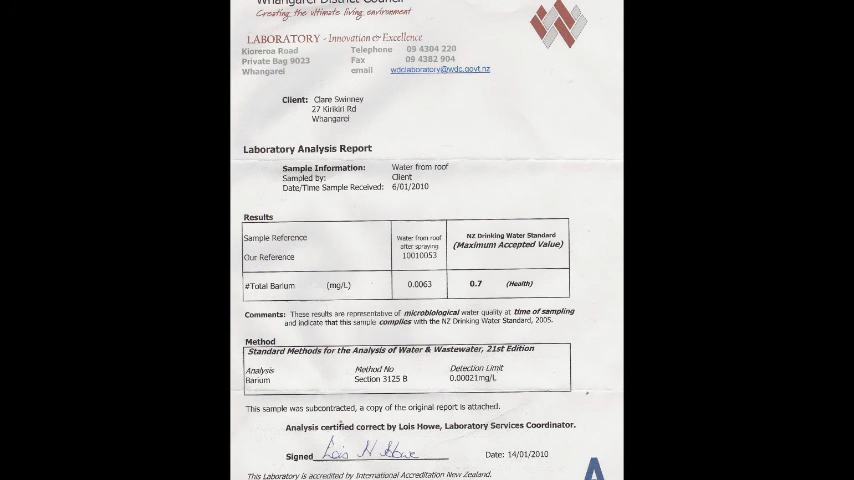 Whangarei District Council
Creating the ultimate living environment
LABORATORY - Innovation & Excellence
Kioreroa Road Telephone 09 4304 220
Private Bag 9023 Fax 09 4382 904
Whangarei email wdclaboratory@wdc.govt.nz
Client: Clare Swinney
27 Kirikiri Rd
Whangarei
Laboratory Analysis Report
Sample Information: Water from roof
Sampled by: Client
Date/Time Sample Received: 6/01/2010
Results
Sample Reference Water from roof after spraying NZ Drinking Water Standard (Maximum Accepted Value)
Our Reference 10010053
#Total Barium (mg/L) 0.0063 0.7 (Health)
Comments: These results are representative of microbiological water quality at time of sampling
and indicate that this sample complies with the NZ Drinking Water Standard, 2005.
Method
Standard Methods for the Analysis of Water & Wastewater, 21st Edition
Analysis Method No Detection Limit
Barium Section 3125 B 0.00021mg/L
This sample was subcontracted, a copy of the original report is attached.
Analysis certified correct by Lois Howe, Laboratory Services Coordinator.
Signed Lois N Howe Date: 14/01/2010
This Laboratory is accredited by International Accreditation New Zealand.